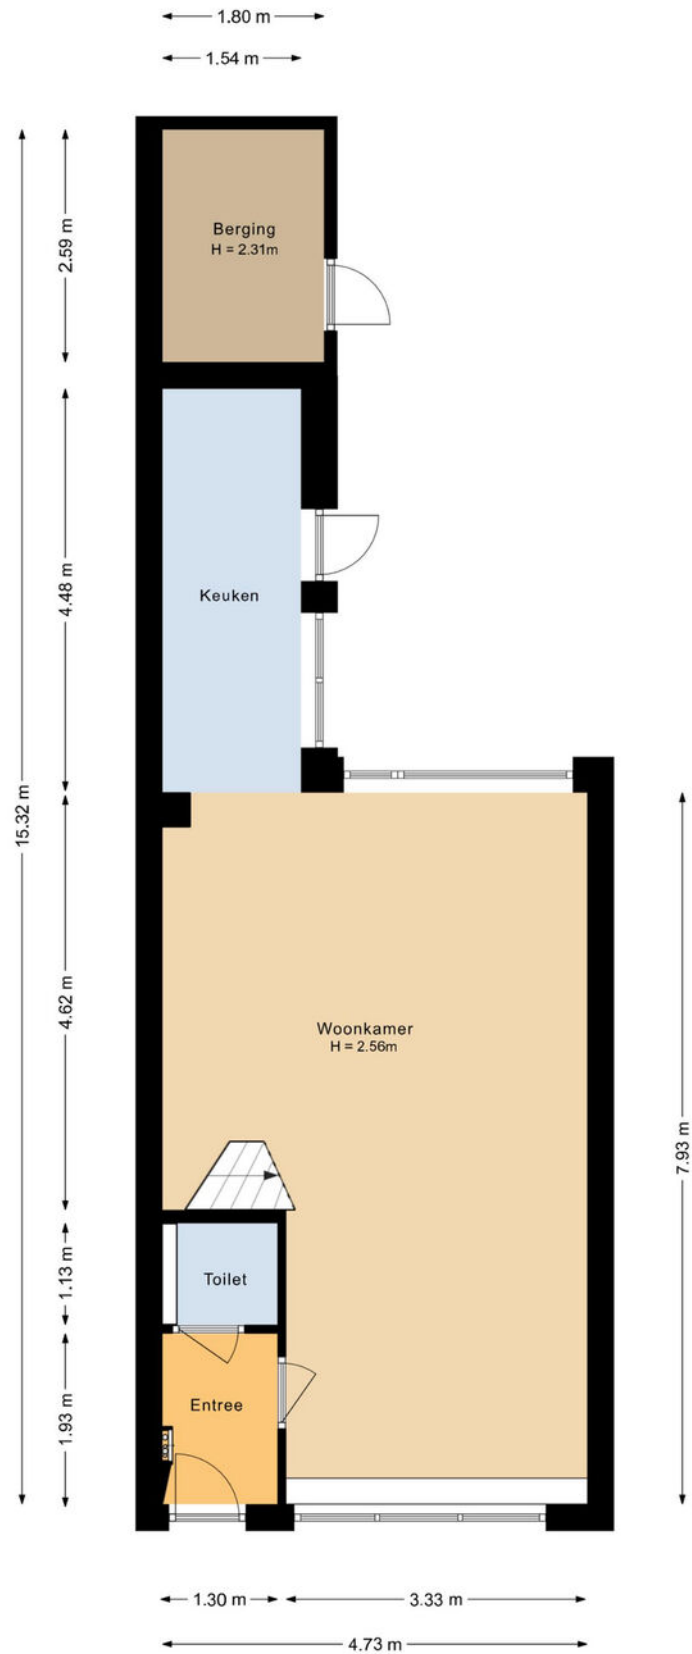 1.80 m
1.54 m
2.59 m
Berging
H = 2.31m
4.48 m
Keuken
15.32 m
4.62 m
Woonkamer
H = 2.56m
7.93 m
1.13 m
Toilet
1.93 m
Entree
1.30 m
3.33 m
4.73 m